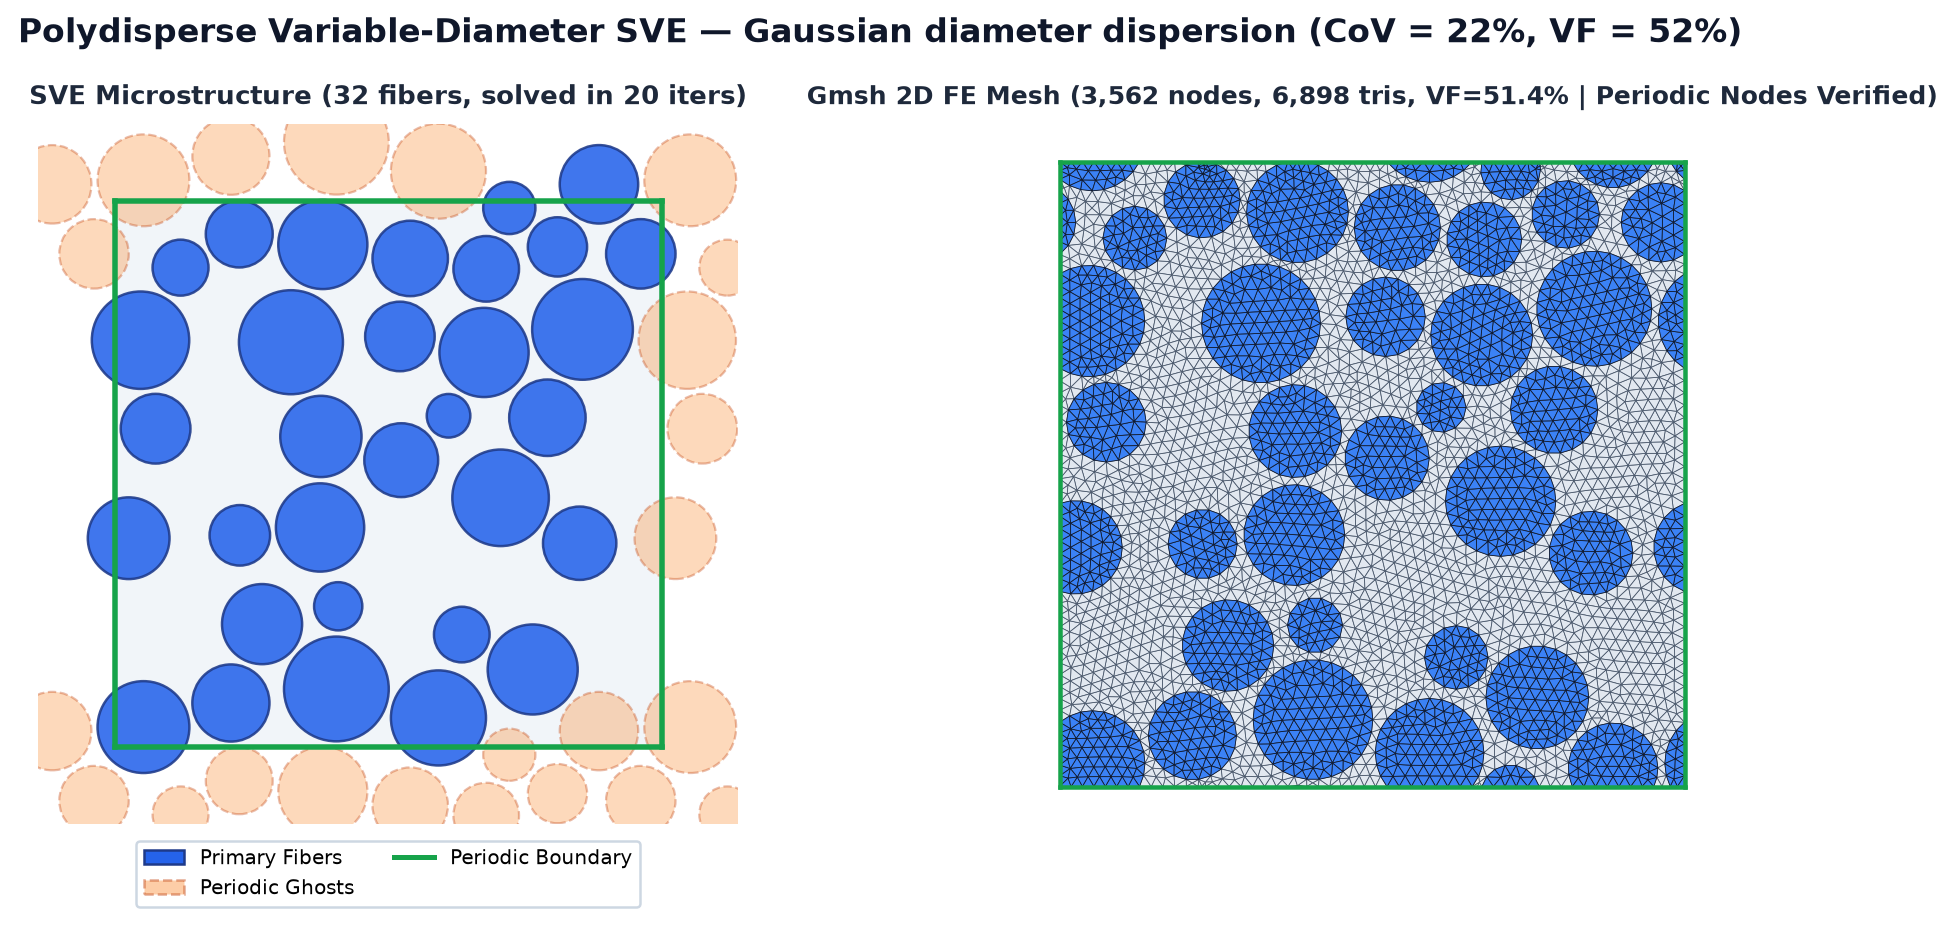 Polydisperse Variable-Diameter SVE — Gaussian diameter dispersion (CoV = 22%, VF = 52%)
SVE Microstructure (32 fibers, solved in 20 iters)
Gmsh 2D FE Mesh (3,562 nodes, 6,898 tris, VF=51.4% | Periodic Nodes Verified)
Primary Fibers
Periodic Ghosts
Periodic Boundary